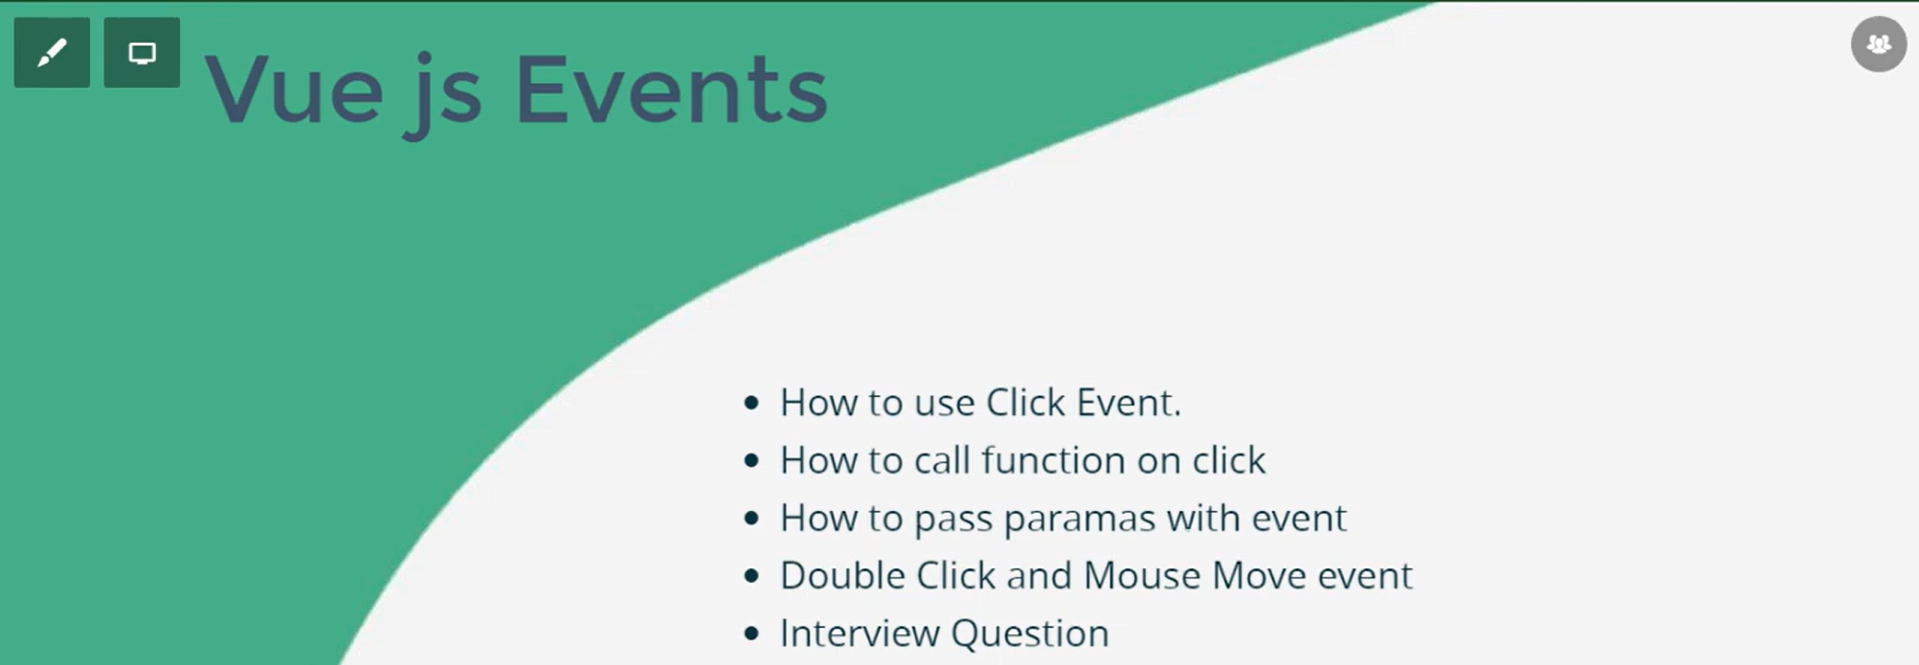 Vue js Events
• How to use Click Event.
• How to call function on click
• How to pass paramas with event
• Double Click and Mouse Move event
• Interview Question